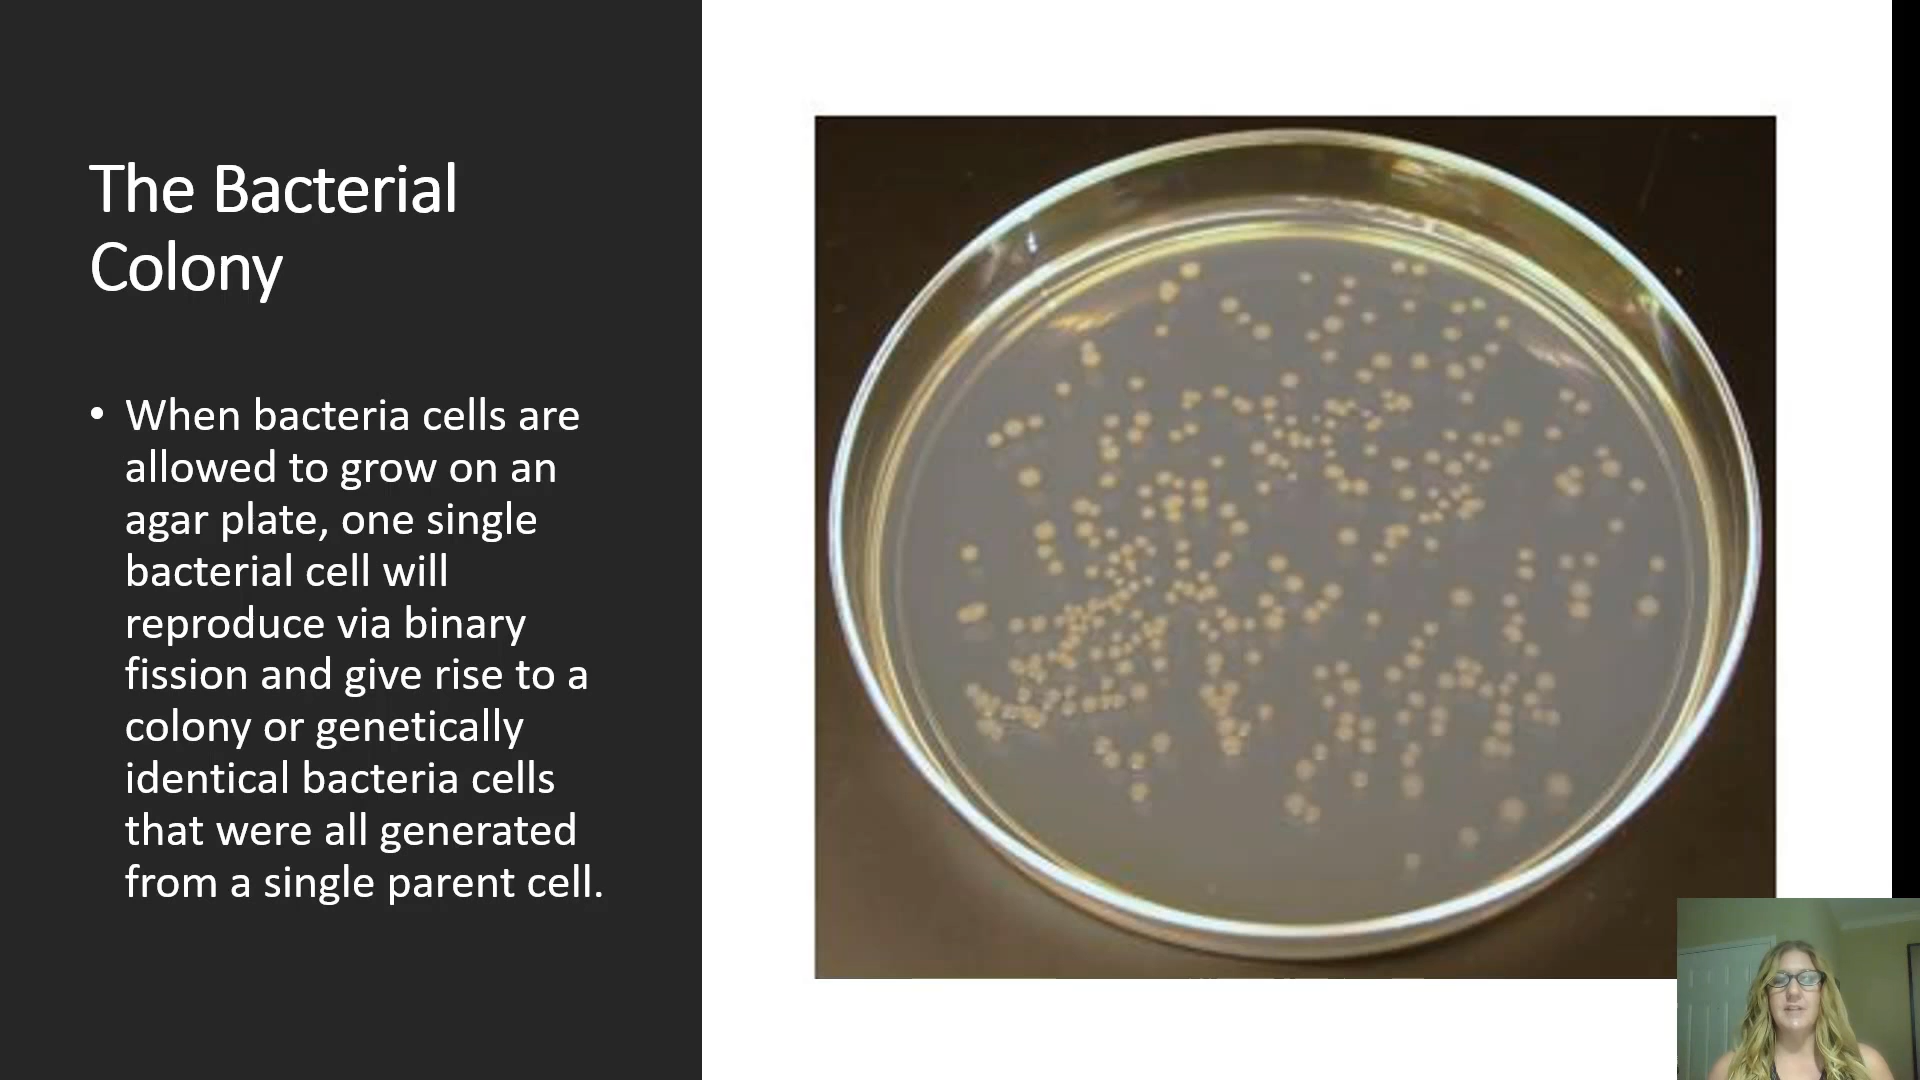 The Bacterial
Colony
• When bacteria cells are
allowed to grow on an
agar plate, one single
bacterial cell will
reproduce via binary
fission and give rise to a
colony or genetically
identical bacteria cells
that were all generated
from a single parent cell.